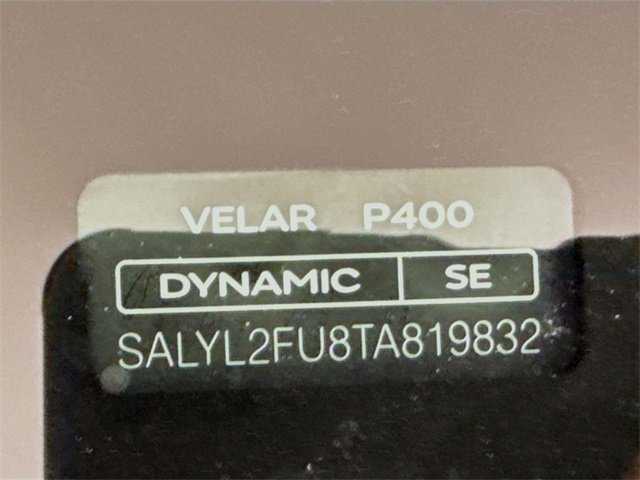 VELAR P400
DYNAMIC SE
SALYL2FU8TA819832